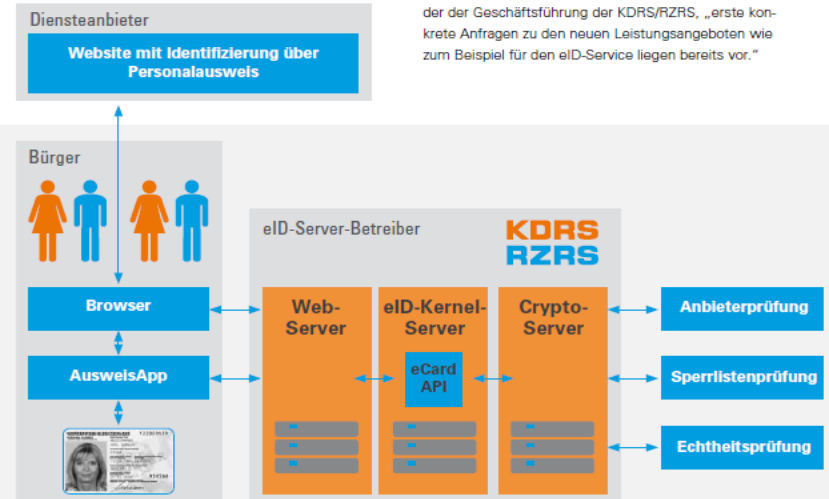 der der Geschäftsführung der KDRS/RZRS, „erste kon-
krete Anfragen zu den neuen Leistungsangeboten wie
zum Beispiel für den eID-Service liegen bereits vor.“
Diensteanbieter
Website mit Identifizierung über
Personalausweis
Bürger
eID-Server-Betreiber
KDRS
RZRS
Browser
Web-
Server
eID-Kernel-
Server
Crypto-
Server
Anbieterprüfung
AusweisApp
eCard
API
Sperrlistenprüfung
Echtheitsprüfung